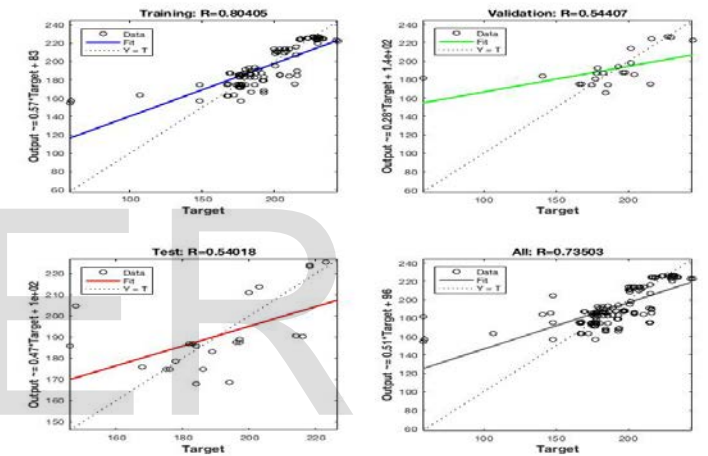 Training: R=0.80405
Output ~= 0.57*Target + 83
240
220
200
180
160
140
120
100
80
60
Data
Fit
Y = T
100
150
200
Target
Validation: R=0.54407
Output ~= 0.28*Target + 1.4e+02
240
220
200
180
160
140
120
100
80
60
Data
Fit
Y = T
100
150
200
Target
Test: R=0.54018
Output ~= 0.47*Target + 1e+02
220
210
200
190
180
170
160
150
Data
Fit
Y = T
160
180
200
220
Target
All: R=0.73503
Output ~= 0.51*Target + 96
240
220
200
180
160
140
120
100
80
60
Data
Fit
Y = T
100
150
200
Target
ER